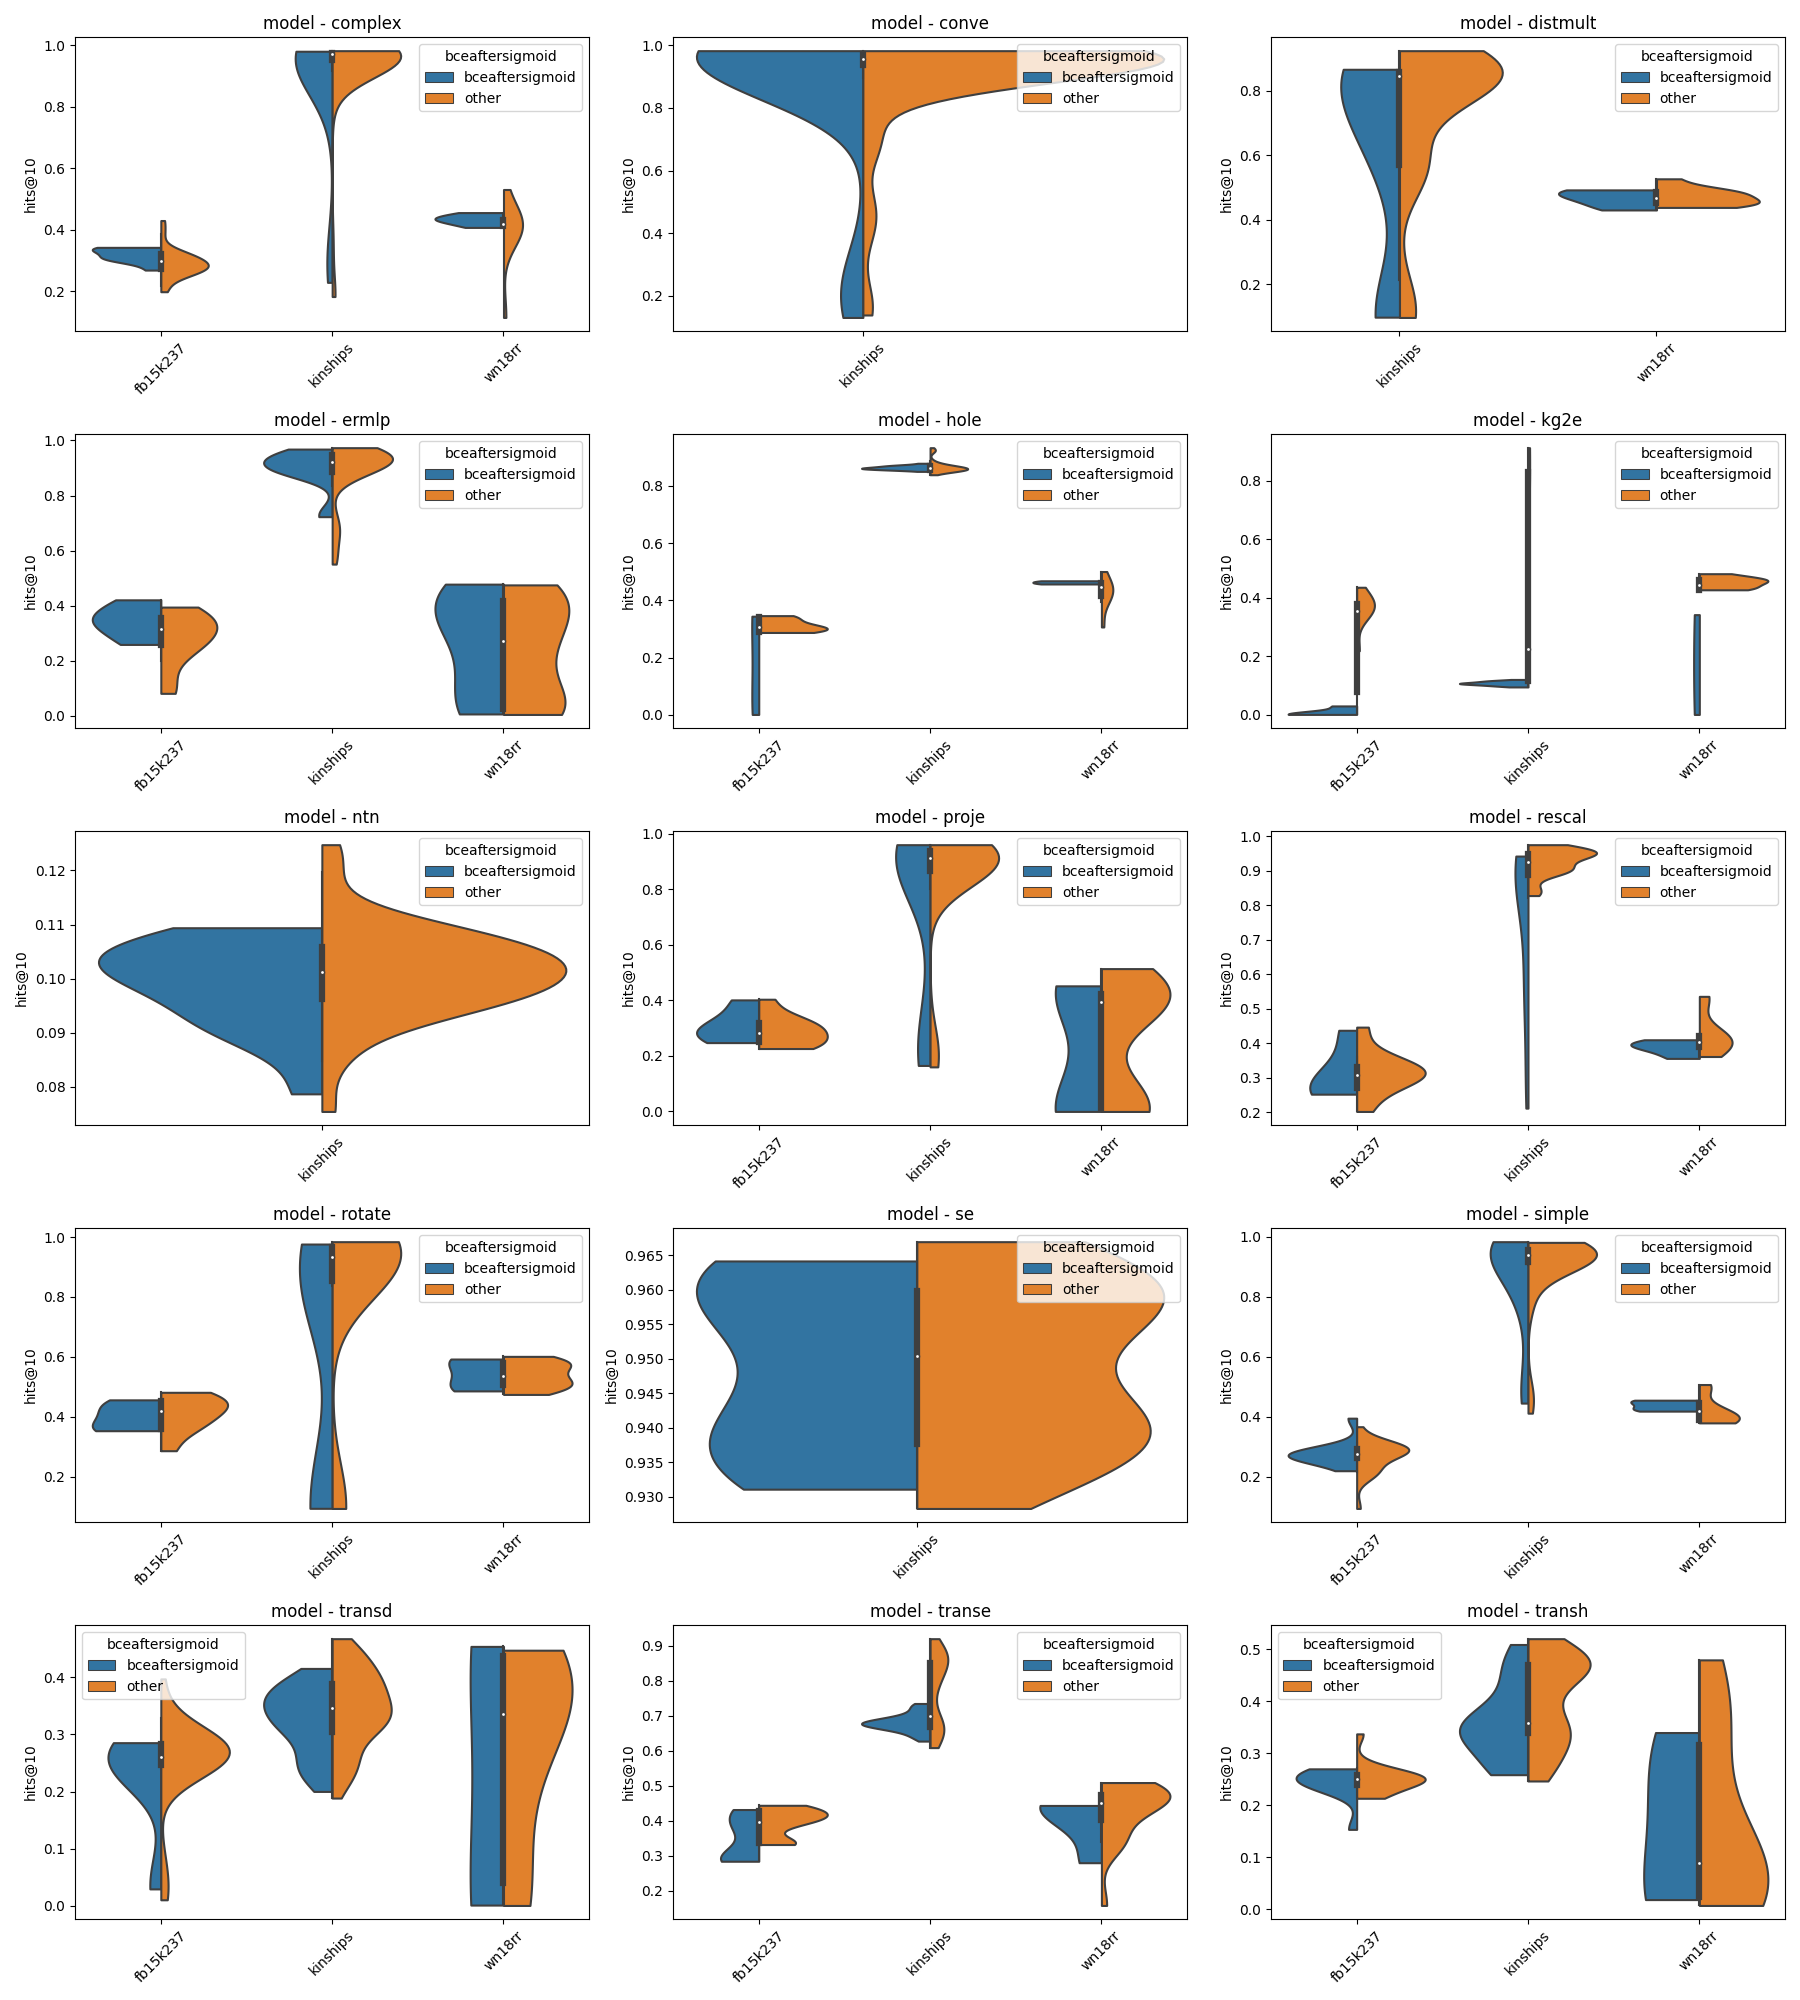 model - complex
1.0
0.8
0.6
0.4
0.2
hits@10
bceaftersigmoid
bceaftersigmoid
other
fb15k237
kinships
wn18rr
model - conve
1.0
0.8
0.6
0.4
0.2
hits@10
bceaftersigmoid
bceaftersigmoid
other
kinships
model - distmult
0.8
0.6
0.4
0.2
hits@10
bceaftersigmoid
bceaftersigmoid
other
kinships
wn18rr
model - ermlp
1.0
0.8
0.6
0.4
0.2
0.0
hits@10
bceaftersigmoid
bceaftersigmoid
other
fb15k237
kinships
wn18rr
model - hole
0.8
0.6
0.4
0.2
0.0
hits@10
bceaftersigmoid
bceaftersigmoid
other
fb15k237
kinships
wn18rr
model - kg2e
0.8
0.6
0.4
0.2
0.0
hits@10
bceaftersigmoid
bceaftersigmoid
other
fb15k237
kinships
wn18rr
model - ntn
0.12
0.11
0.10
0.09
0.08
hits@10
bceaftersigmoid
bceaftersigmoid
other
kinships
model - proje
1.0
0.8
0.6
0.4
0.2
0.0
hits@10
bceaftersigmoid
bceaftersigmoid
other
fb15k237
kinships
wn18rr
model - rescal
1.0
0.9
0.8
0.7
0.6
0.5
0.4
0.3
0.2
hits@10
bceaftersigmoid
bceaftersigmoid
other
fb15k237
kinships
wn18rr
model - rotate
1.0
0.8
0.6
0.4
0.2
hits@10
bceaftersigmoid
bceaftersigmoid
other
fb15k237
kinships
wn18rr
model - se
0.965
0.960
0.955
0.950
0.945
0.940
0.935
0.930
hits@10
bceaftersigmoid
bceaftersigmoid
other
kinships
model - simple
1.0
0.8
0.6
0.4
0.2
hits@10
bceaftersigmoid
bceaftersigmoid
other
fb15k237
kinships
wn18rr
model - transd
0.4
0.3
0.2
0.1
0.0
hits@10
bceaftersigmoid
bceaftersigmoid
other
fb15k237
kinships
wn18rr
model - transe
0.9
0.8
0.7
0.6
0.5
0.4
0.3
0.2
hits@10
bceaftersigmoid
bceaftersigmoid
other
fb15k237
kinships
wn18rr
model - transh
0.5
0.4
0.3
0.2
0.1
0.0
hits@10
bceaftersigmoid
bceaftersigmoid
other
fb15k237
kinships
wn18rr